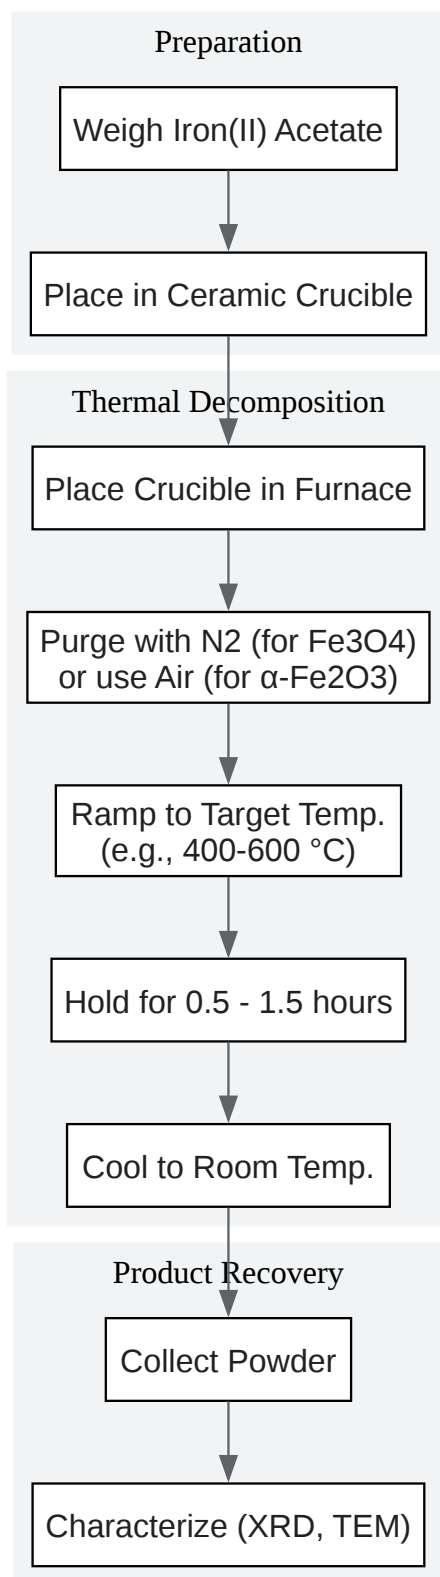 Preparation
Weigh Iron(II) Acetate
Place in Ceramic Crucible
Thermal Decomposition
Place Crucible in Furnace
Purge with N2 (for Fe3O4)
or use Air (for α-Fe2O3)
Ramp to Target Temp.
(e.g., 400-600 °C)
Hold for 0.5 - 1.5 hours
Cool to Room Temp.
Product Recovery
Collect Powder
Characterize (XRD, TEM)